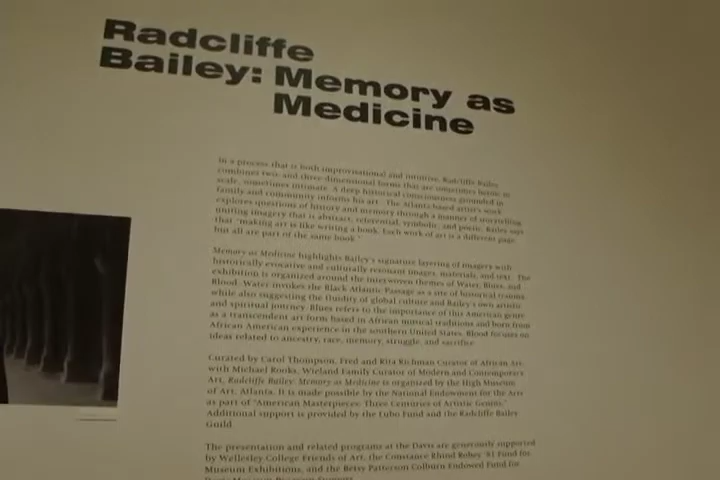 Radcliffe
Bailey: Memory as
Medicine
In a process that is both improvisational and intuitive, Radcliffe Bailey
combines two- and three-dimensional forms that are sometimes heroic in
scale, sometimes intimate. A deep historical consciousness grounded in
family and community informs his art. The Atlanta-based artist's work
explores questions of history and memory through a manner of storytelling
uniting imagery that is abstract, referential, symbolic, and poetic. Bailey says
that "making art is like writing a book. Each work of art is a different page,
but all are part of the same book."
Memory as Medicine highlights Bailey's signature layering of imagery with
historically evocative and culturally resonant images, materials, and text. The
exhibition is organized around the interwoven themes of Water, Blues, and
Blood. Water invokes the Black Atlantic Passage as a site of historical trauma
while also suggesting the fluidity of global culture and Bailey's own artistic
and spiritual journey. Blues refers to the importance of this American genre
as a transcendent art form based in African musical traditions and born from
African American experience in the southern United States. Blood focuses on
ideas related to ancestry, race, memory, struggle, and sacrifice.
Curated by Carol Thompson, Fred and Rita Richman Curator of African Art,
with Michael Rooks, Wieland Family Curator of Modern and Contemporary
Art, Radcliffe Bailey: Memory as Medicine is organized by the High Museum
of Art, Atlanta. It is made possible by the National Endowment for the Arts
as part of "American Masterpieces: Three Centuries of Artistic Genius."
Additional support is provided by the Lubo Fund and the Radcliffe Bailey
Guild.
The presentation and related programs at the Davis are generously supported
by Wellesley College Friends of Art, the Constance Rhind Robey '81 Fund for
Museum Exhibitions, and the Betsy Patterson Colburn Endowed Fund for